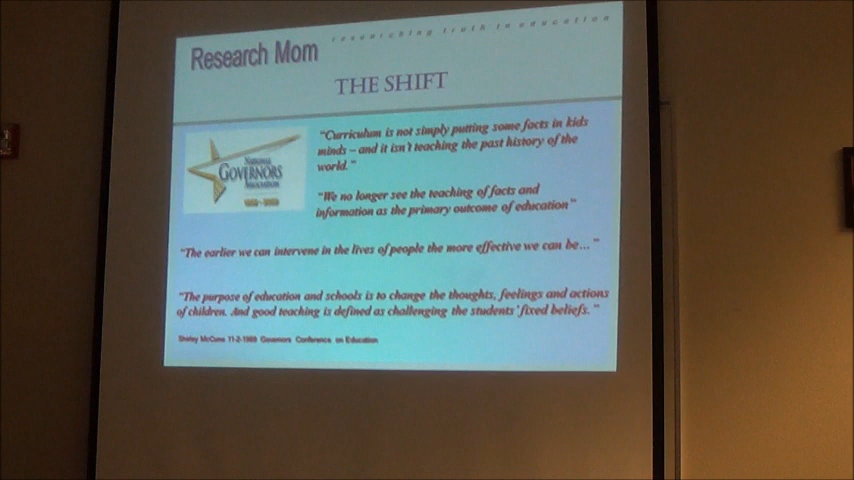 Research Mom
researching truth in education
THE SHIFT
NATIONAL
GOVERNORS
ASSOCIATION
"Curriculum is not simply putting some facts in kids
minds – and it isn't teaching the past history of the
world."
"We no longer see the teaching of facts and
information as the primary outcome of education"
"The earlier we can intervene in the lives of people the more effective we can be…"
"The purpose of education and schools is to change the thoughts, feelings and actions
of children. And good teaching is defined as challenging the students' fixed beliefs."
Shirley McCune 11-2-1989 Governors Conference on Education